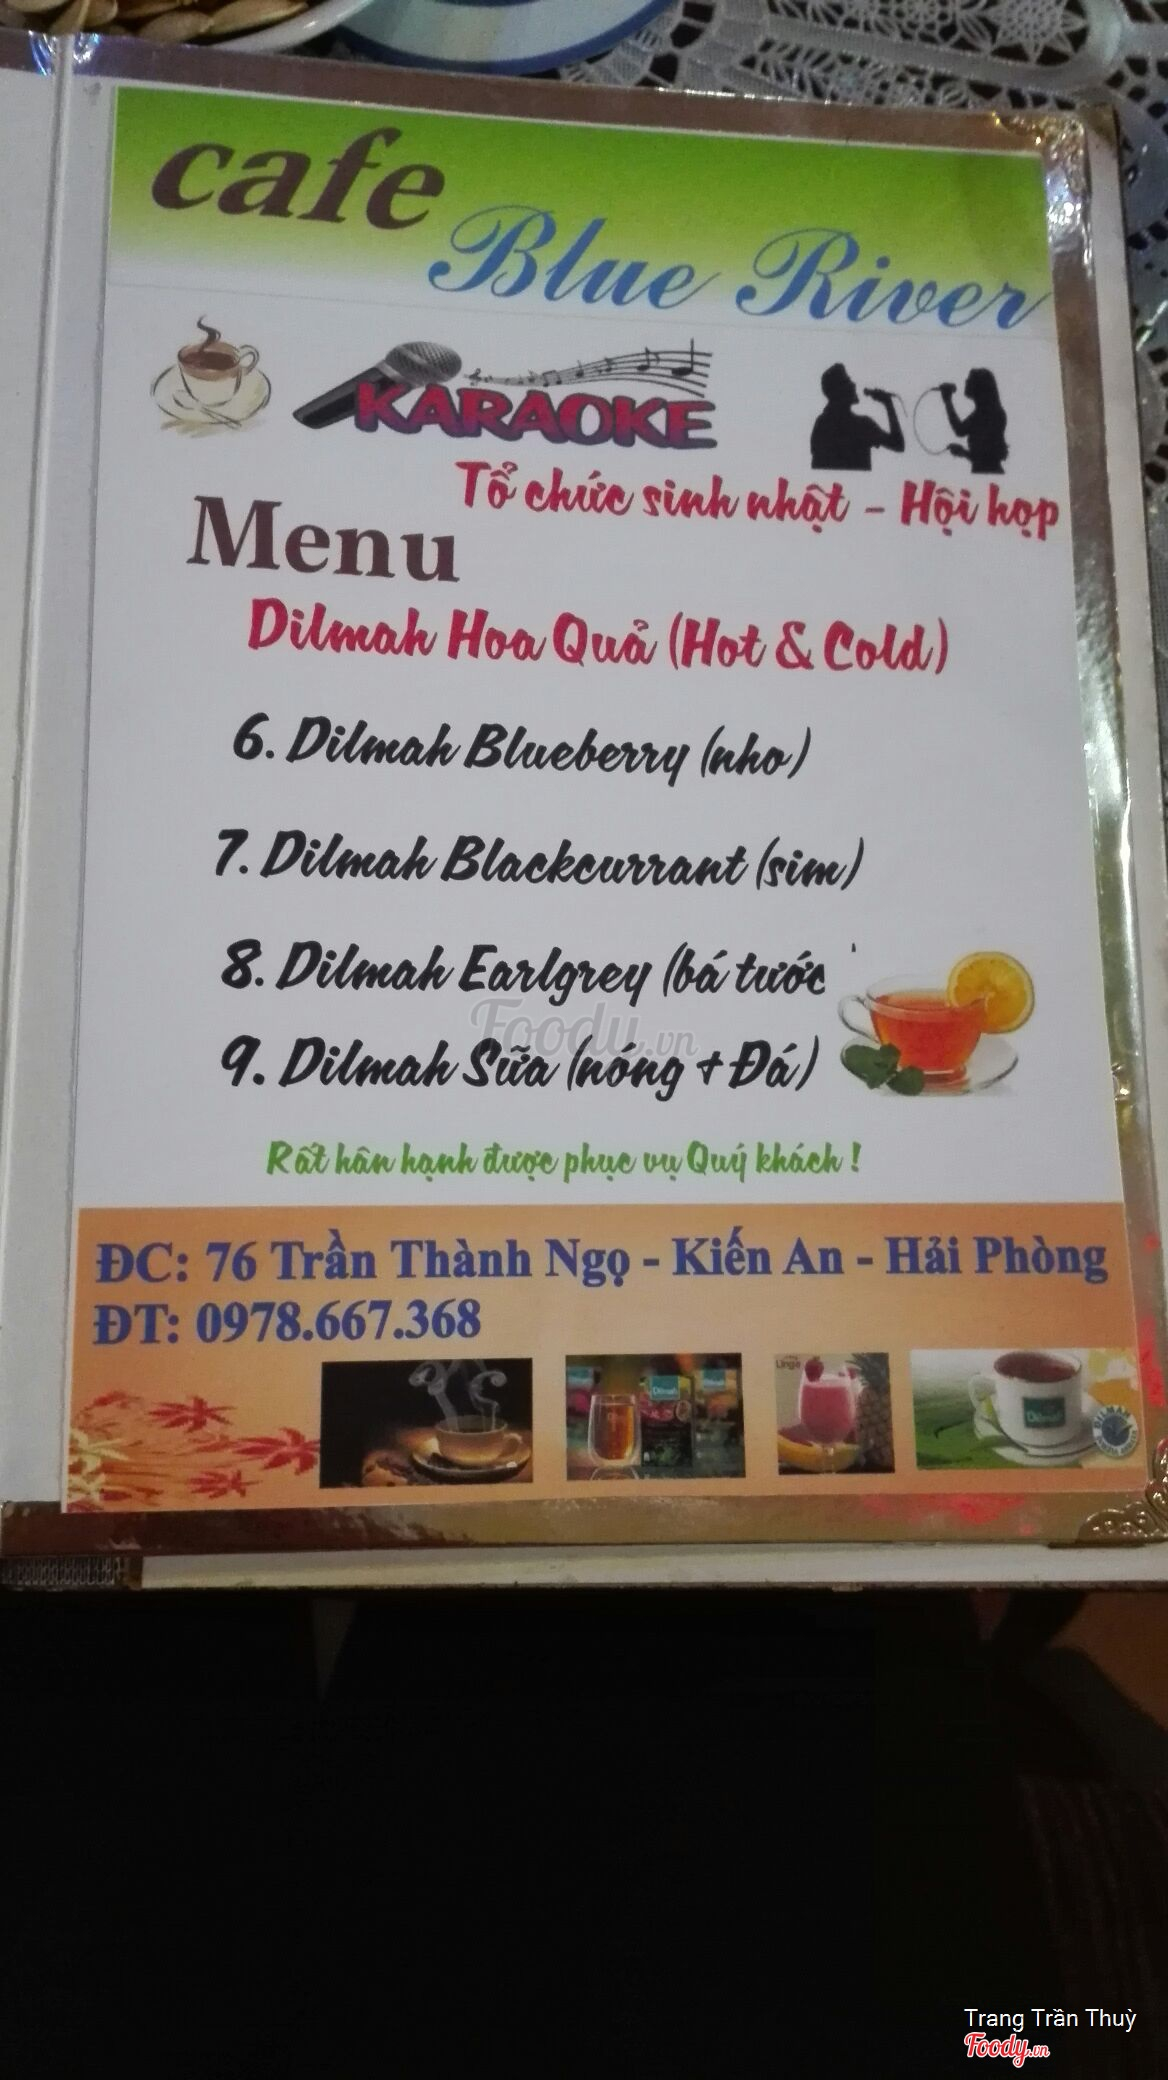 cafe
Blue River
KARAOKE
Tổ chức sinh nhật - Hội họp
Menu
Dilmah Hoa Quả (Hot & Cold)
6. Dilmah Blueberry (nho)
7. Dilmah Blackcurrant (sim)
8. Dilmah Earlgrey (bá tước
9. Dilmah Sữa (nóng + Đá)
Foody.vn
Rất hân hạnh được phục vụ Quý khách !
ĐC: 76 Trần Thành Ngọ - Kiến An - Hải Phòng
ĐT: 0978.667.368
Dilmah
Dilmah
Trang Trần Thuỳ
Foody.vn